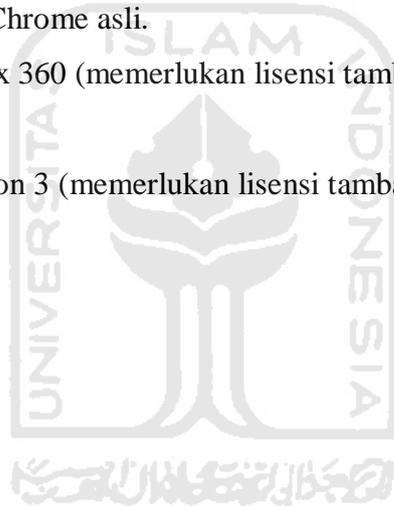 Chrome asli.
ISLAM
x 360 (memerlukan lisensi tamb
UNIVERSITAS
INDONESIA
on 3 (memerlukan lisensi tamba